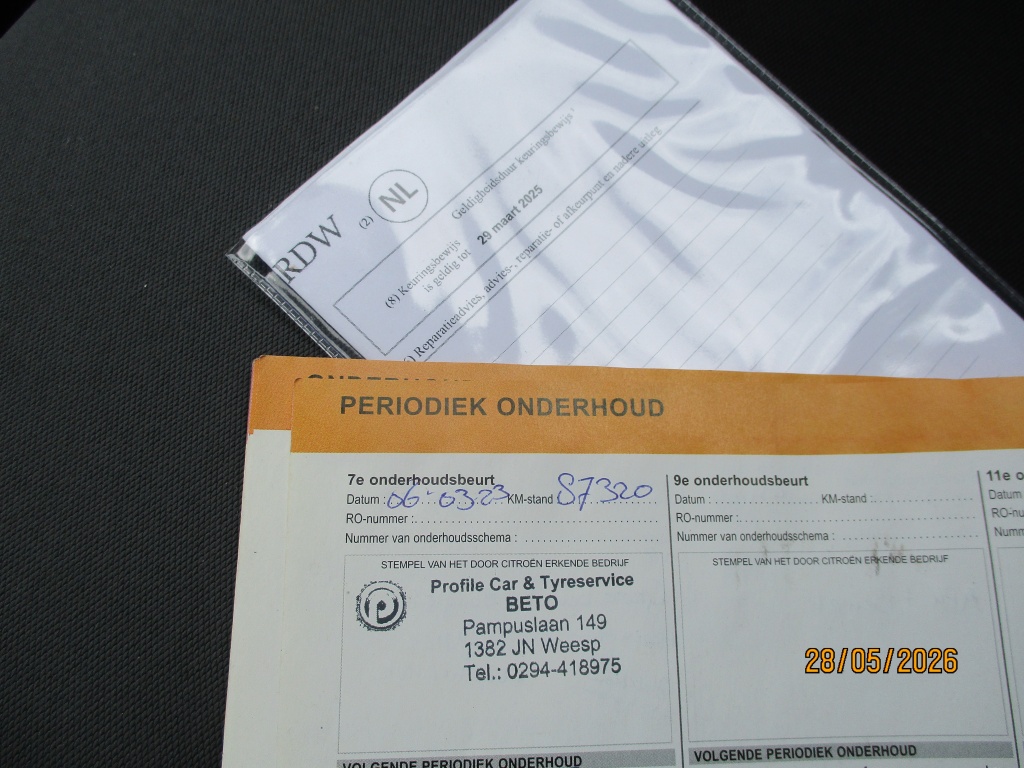 RDW
(2) NL
Geldigheidsduur keuringsbewijs
(8) Keuringsbewijs
is geldig tot 29 maart 2025
) Reparatieadvies, advies-, reparatie- of afkeurpunt en nadere uitleg
ONDERHOUD
PERIODIEK ONDERHOUD
7e onderhoudsbeurt
Datum : 06-03-23 KM-stand 87320
RO-nummer :
Nummer van onderhoudsschema :
STEMPEL VAN HET DOOR CITROËN ERKENDE BEDRIJF
Profile Car & Tyreservice
BETO
Pampuslaan 149
1382 JN Weesp
Tel.: 0294-418975
VOLGENDE PERIODIEK ONDERHOUD
9e onderhoudsbeurt
Datum : KM-stand :
RO-nummer :
Nummer van onderhoudsschema :
STEMPEL VAN HET DOOR CITROËN ERKENDE BEDRIJF
VOLGENDE PERIODIEK ONDERHOUD
11e o
Datum
RO-nu
Numm
28/05/2026